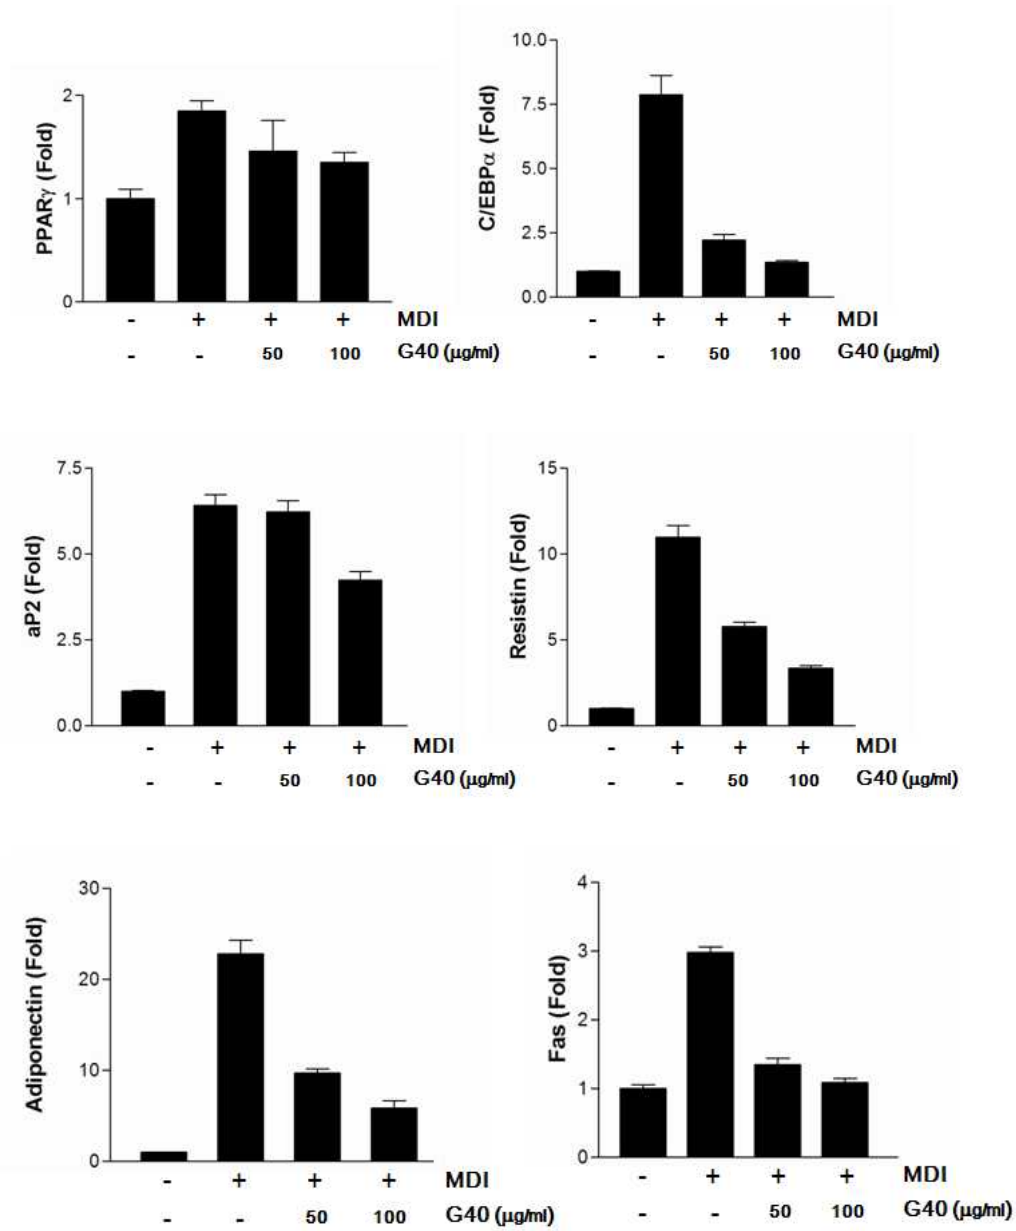 PPARγ (Fold)
2
1
0
- + + + MDI
- - 50 100 G40 (μg/ml)
C/EBPα (Fold)
10.0
7.5
5.0
2.5
0.0
- + + + MDI
- - 50 100 G40 (μg/ml)
aP2 (Fold)
7.5
5.0
2.5
0.0
- + + + MDI
- - 50 100 G40 (μg/ml)
Resistin (Fold)
15
10
5
0
- + + + MDI
- - 50 100 G40 (μg/ml)
Adiponectin (Fold)
30
20
10
0
- + + + MDI
- - 50 100 G40 (μg/ml)
Fas (Fold)
4
3
2
1
0
- + + + MDI
- - 50 100 G40 (μg/ml)